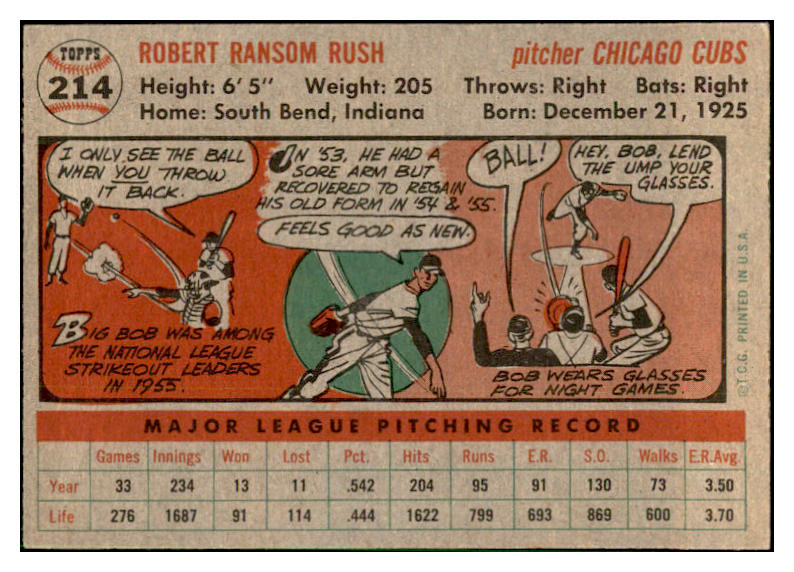 TOPPS
214
ROBERT RANSOM RUSH
pitcher CHICAGO CUBS
Height: 6' 5" Weight: 205 Throws: Right Bats: Right
Home: South Bend, Indiana Born: December 21, 1925
I ONLY SEE THE BALL
WHEN YOU THROW
IT BACK.
BIG BOB WAS AMONG
THE NATIONAL LEAGUE
STRIKEOUT LEADERS
IN 1955.
IN '53, HE HAD A
SORE ARM BUT
RECOVERED TO REGAIN
HIS OLD FORM IN '54 & '55.
FEELS GOOD AS NEW.
BALL!
HEY, BOB, LEND
THE UMP YOUR
GLASSES.
BOB WEARS GLASSES
FOR NIGHT GAMES.
©T.C.G. PRINTED IN U.S.A.
MAJOR LEAGUE PITCHING RECORD
Games Innings Won Lost Pct. Hits Runs E.R. S.O. Walks E.R.Avg.
Year 33 234 13 11 .542 204 95 91 130 73 3.50
Life 276 1687 91 114 .444 1622 799 693 869 600 3.70